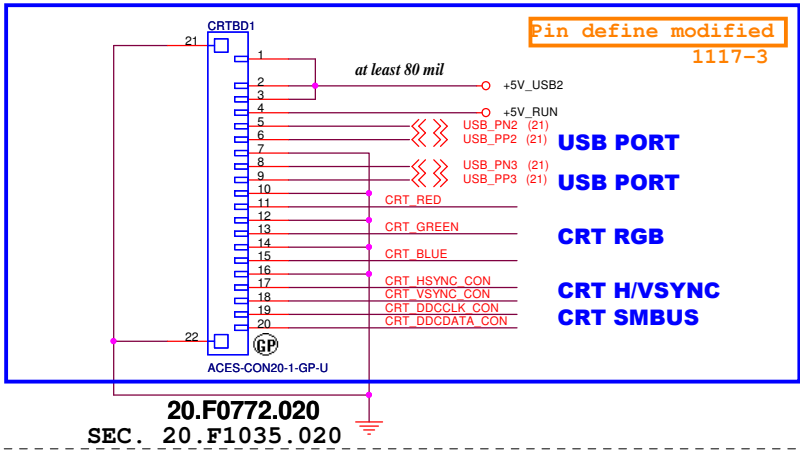 CRTBD1
Pin define modified
1117-3
21
1
at least 80 mil
2
+5V_USB2
3
4
+5V_RUN
5
USB_PN2 (21)
6
USB_PP2 (21)
USB PORT
7
8
USB_PN3 (21)
9
USB_PP3 (21)
USB PORT
10
11
CRT_RED
12
13
CRT_GREEN
CRT RGB
14
15
CRT_BLUE
16
17
CRT_HSYNC_CON
CRT H/VSYNC
18
CRT_VSYNC_CON
19
CRT_DDCCLK_CON
CRT SMBUS
20
CRT_DDCDATA_CON
22
GP
ACES-CON20-1-GP-U
20.F0772.020
SEC. 20.F1035.020